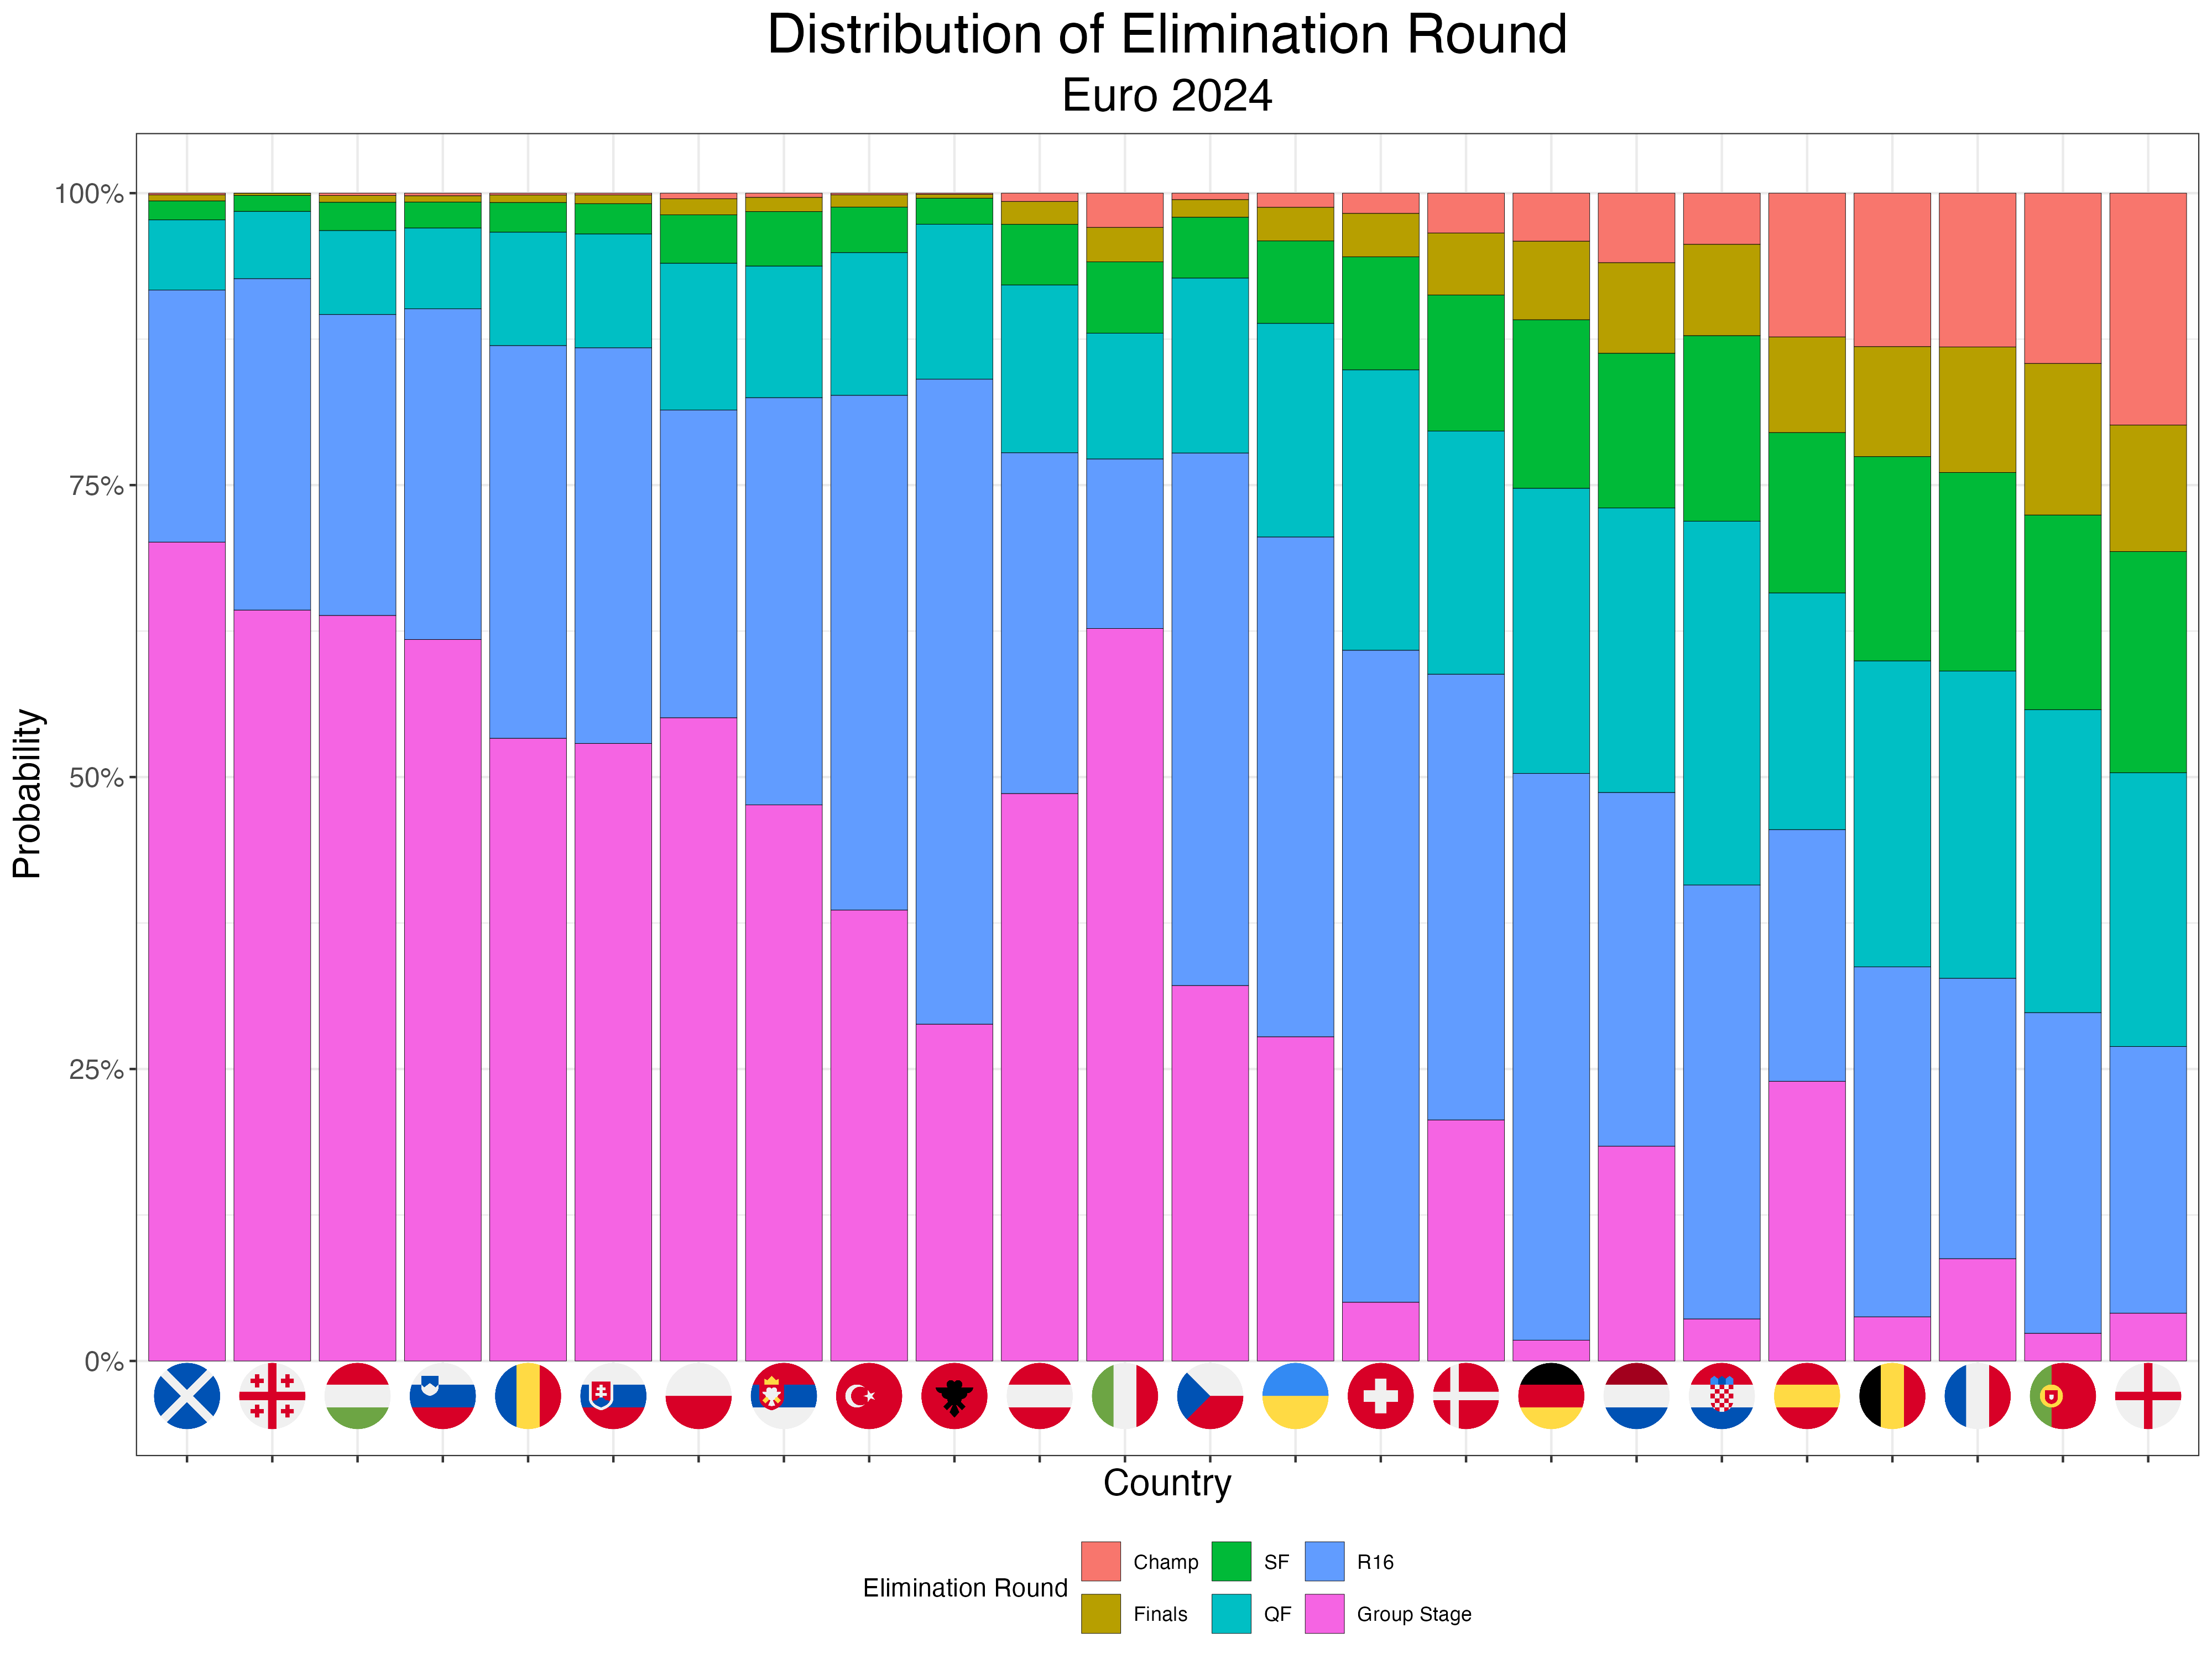 Distribution of Elimination Round
Euro 2024
Probability
100%
75%
50%
25%
0%
Country
Elimination Round
Champ
SF
R16
Finals
QF
Group Stage